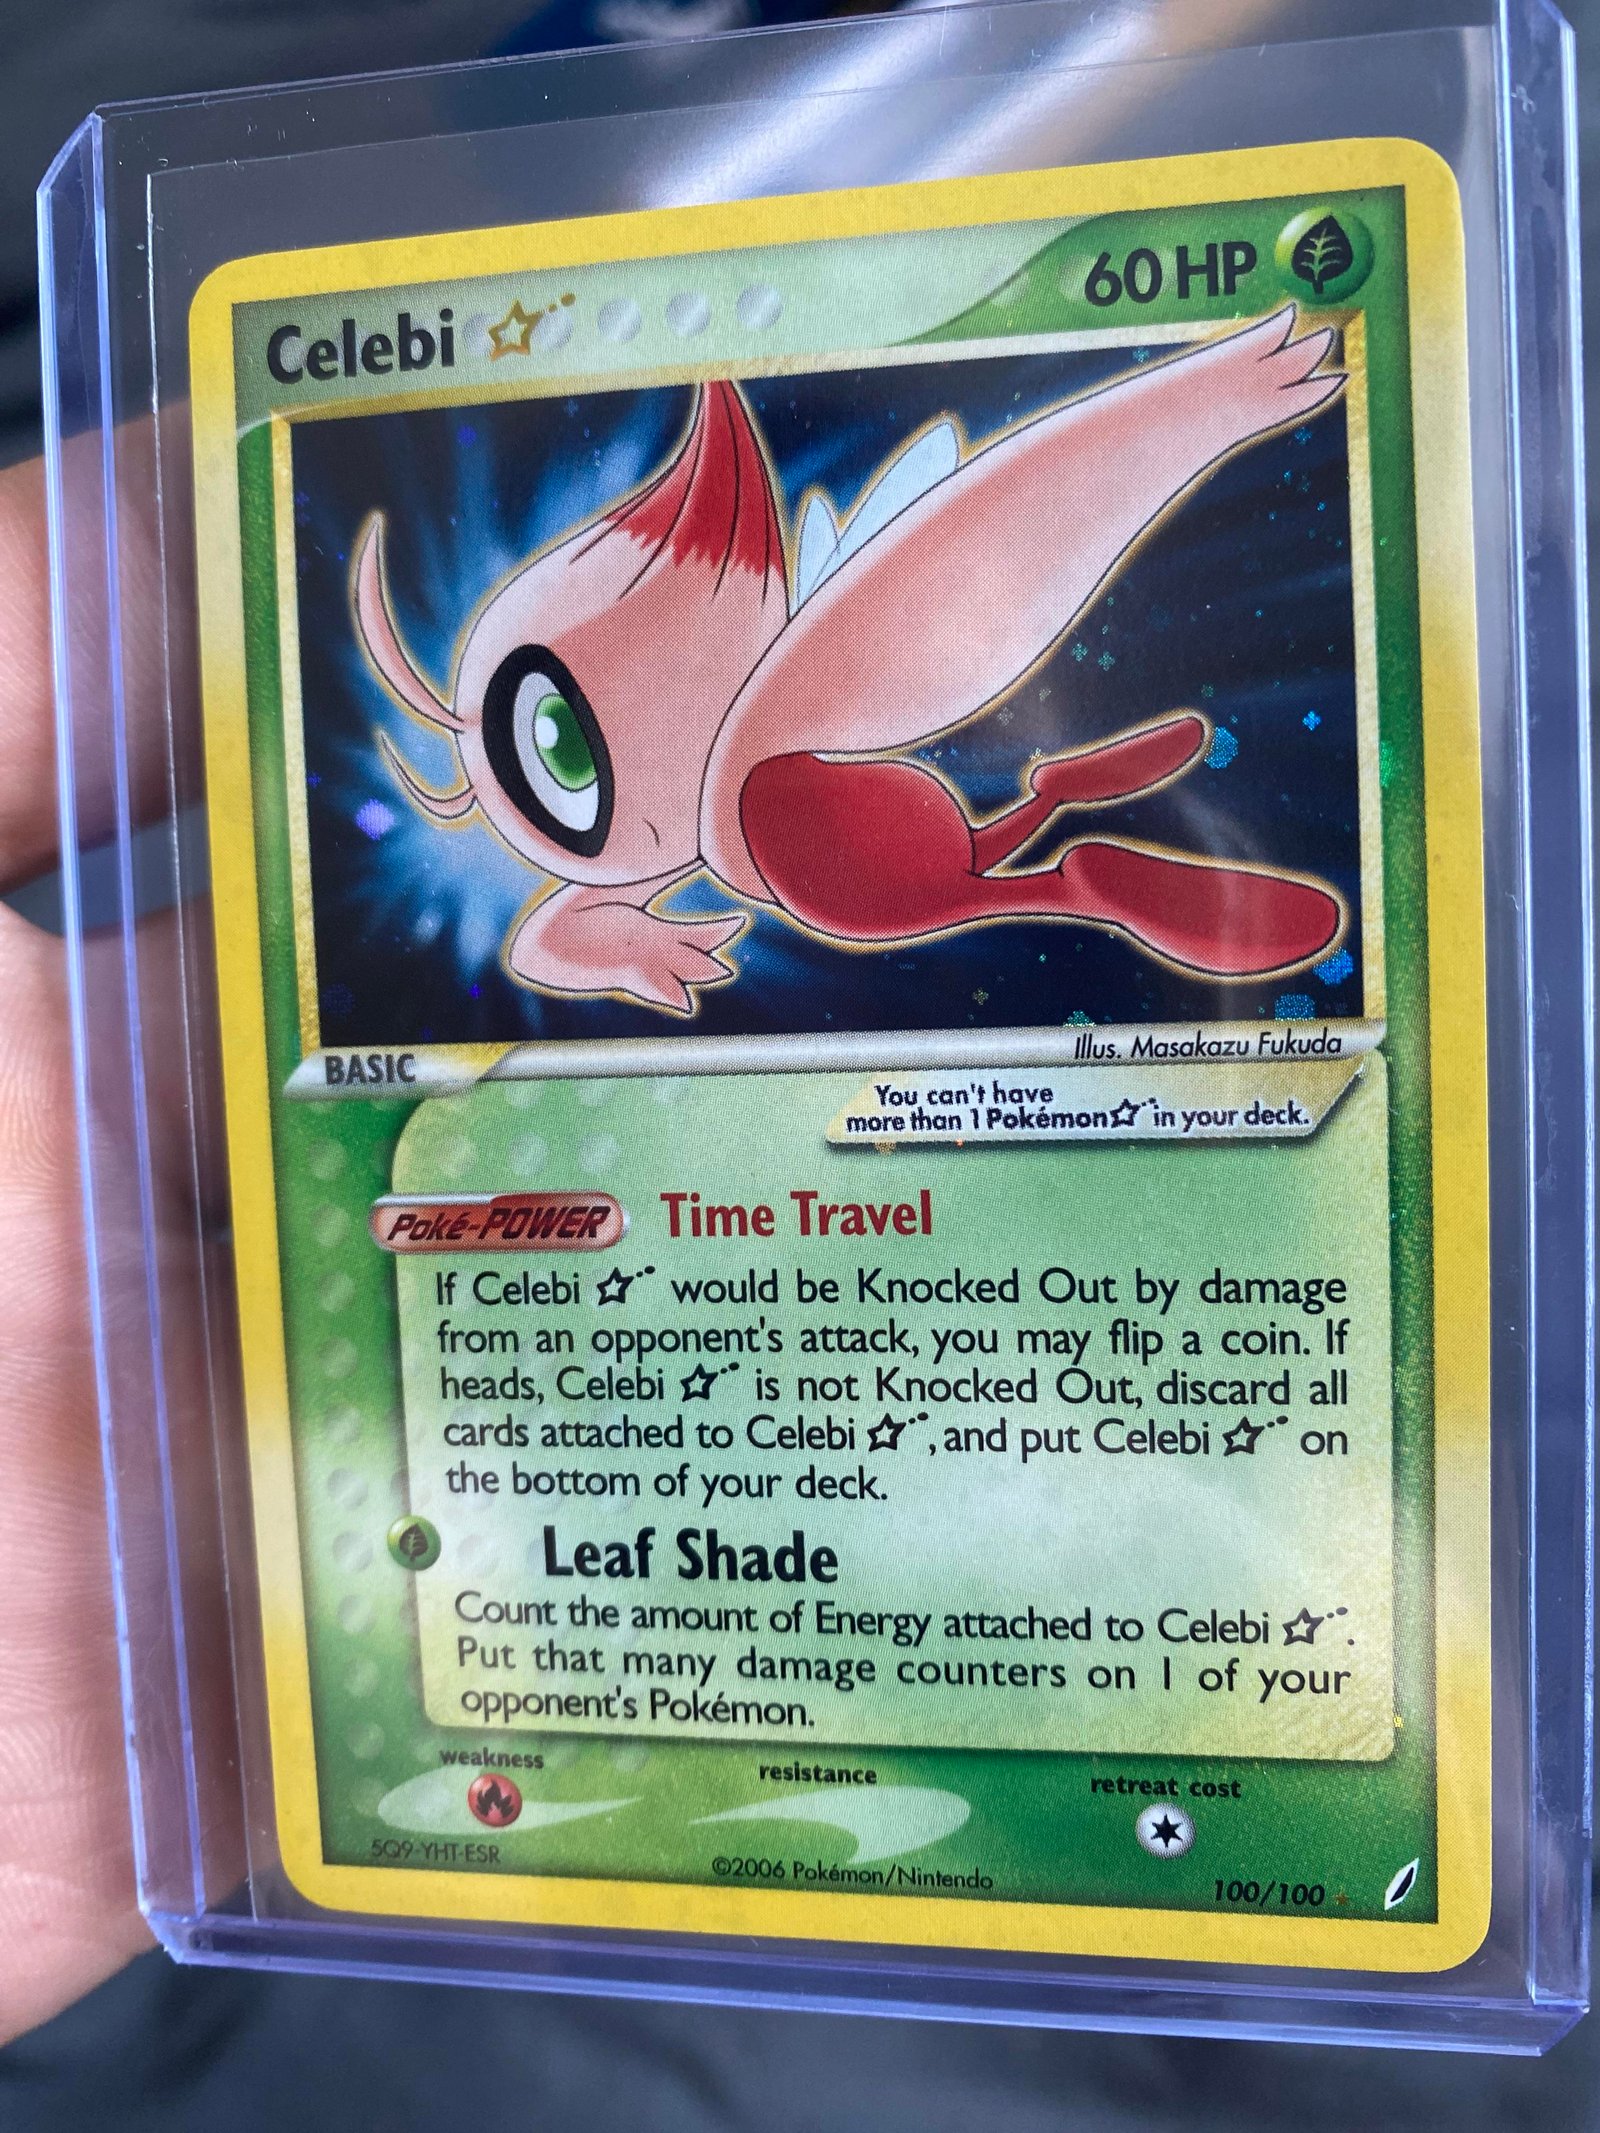 Celebi ☆ 60 HP
BASIC
Illus. Masakazu Fukuda
You can't have
more than 1 Pokémon☆ in your deck.
Poké-POWER Time Travel
If Celebi ☆ would be Knocked Out by damage
from an opponent's attack, you may flip a coin. If
heads, Celebi ☆ is not Knocked Out, discard all
cards attached to Celebi ☆, and put Celebi ☆ on
the bottom of your deck.
Leaf Shade
Count the amount of Energy attached to Celebi ☆.
Put that many damage counters on 1 of your
opponent's Pokémon.
weakness resistance retreat cost
5Q9-YHT-ESR
©2006 Pokémon/Nintendo
100/100 ★